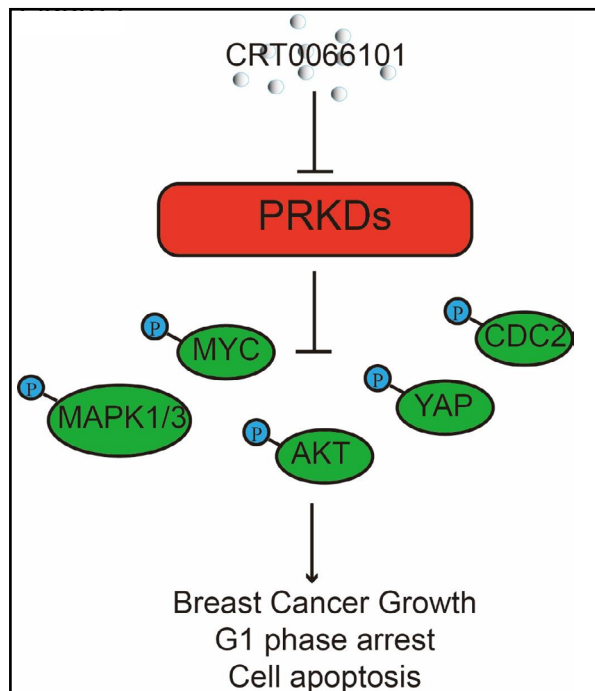 CRT0066101
PRKDs
P
MYC
P
CDC2
P
MAPK1/3
P
YAP
P
AKT
Breast Cancer Growth
G1 phase arrest
Cell apoptosis